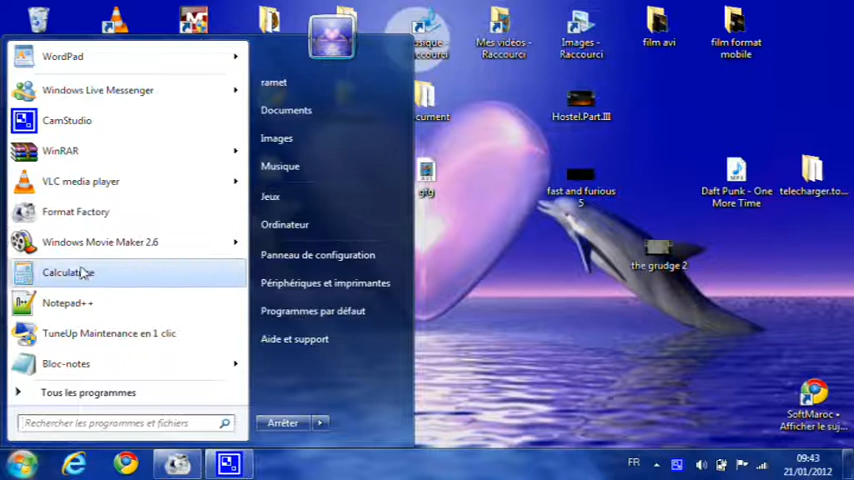 WordPad
Windows Live Messenger
CamStudio
WinRAR
VLC media player
Format Factory
Windows Movie Maker 2.6
Notepad++
TuneUp Maintenance en 1 clic
Bloc-notes
Tous les programmes
Rechercher les programmes et fichiers
ramet
Documents
Images
Musique
Jeux
Ordinateur
Panneau de configuration
Périphériques et imprimantes
Programmes par défaut
Aide et support
Arrêter
Mes vidéos -
Raccourci
Images -
Raccourci
film avi
film format
mobile
Hostel.Part.III
gfg
fast and furious
5
Daft Punk - One
More Time
telecharger.to...
the grudge 2
SoftMaroc •
Afficher le suj...
FR
09:43
21/01/2012